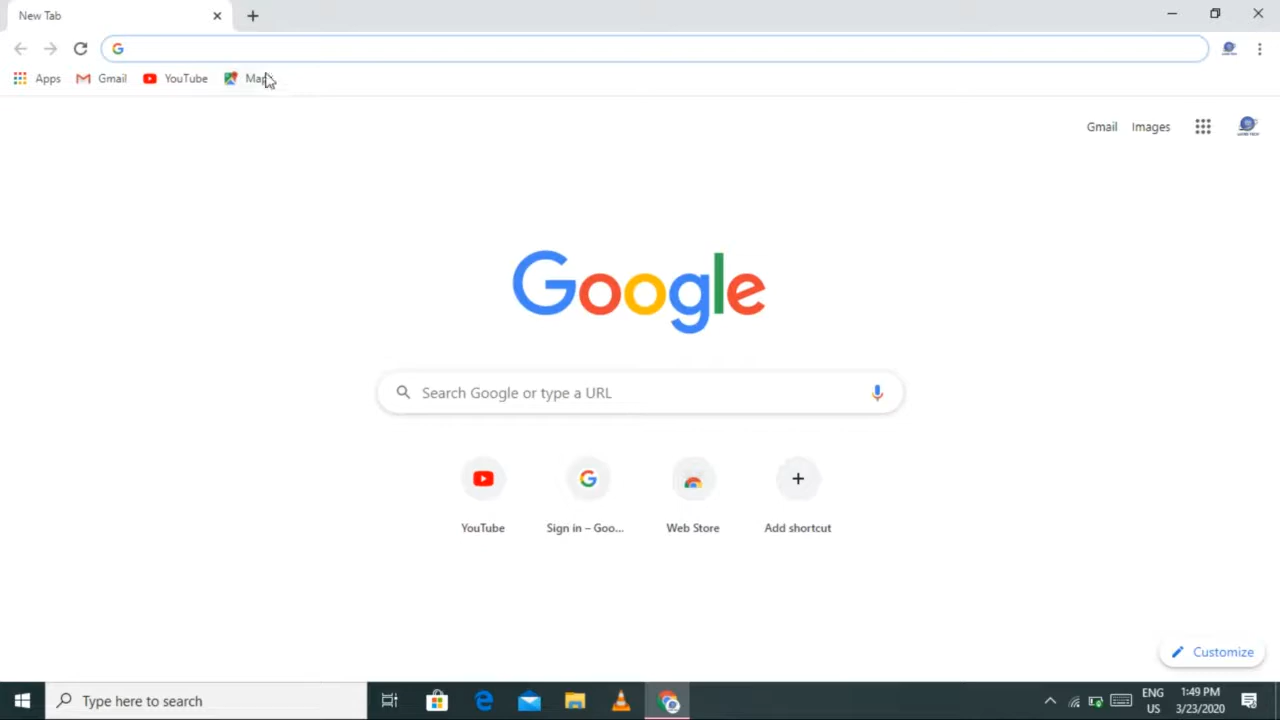 New Tab
Apps Gmail YouTube Map
Gmail Images
Google
Search Google or type a URL
YouTube Sign in – Goo... Web Store Add shortcut
Customize
Type here to search
ENG 1:49 PM
US 3/23/2020